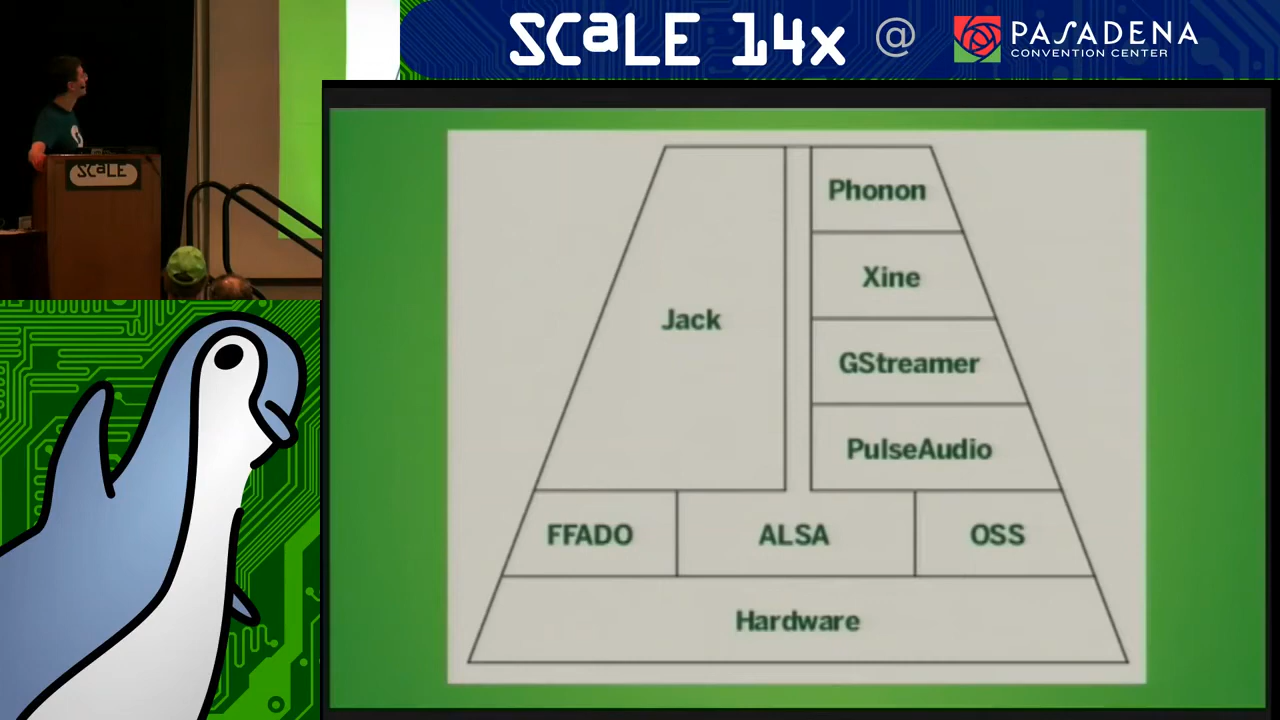 SCaLE 14x @ PASADENA
CONVENTION CENTER
SCaLE
Phonon
Xine
Jack
GStreamer
PulseAudio
FFADO ALSA OSS
Hardware